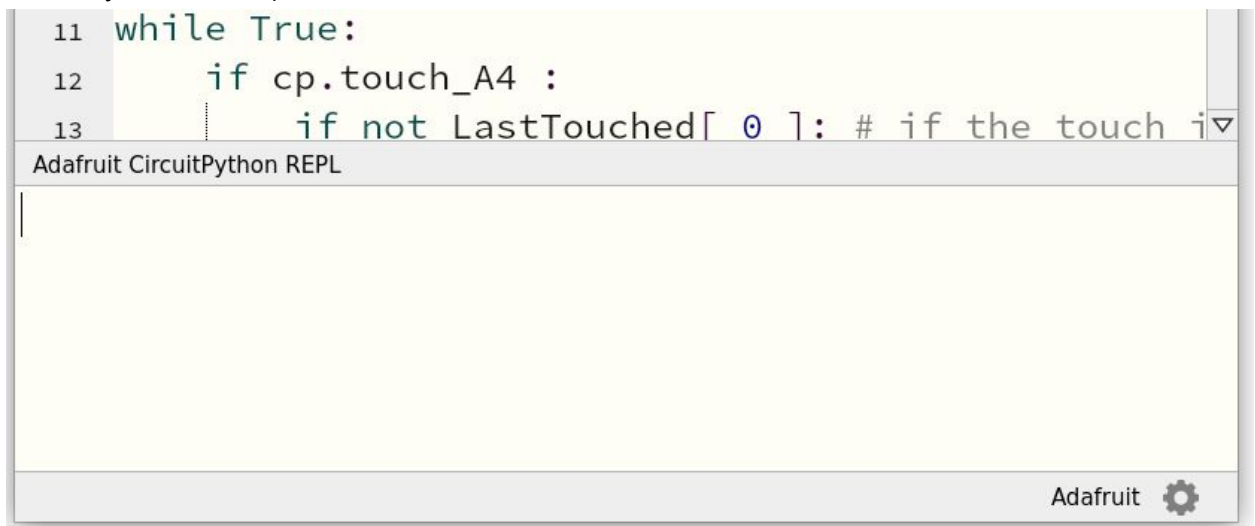 11 while True:
12 if cp.touch_A4 :
13 if not LastTouched[ 0 ]: # if the touch i
Adafruit CircuitPython REPL
Adafruit